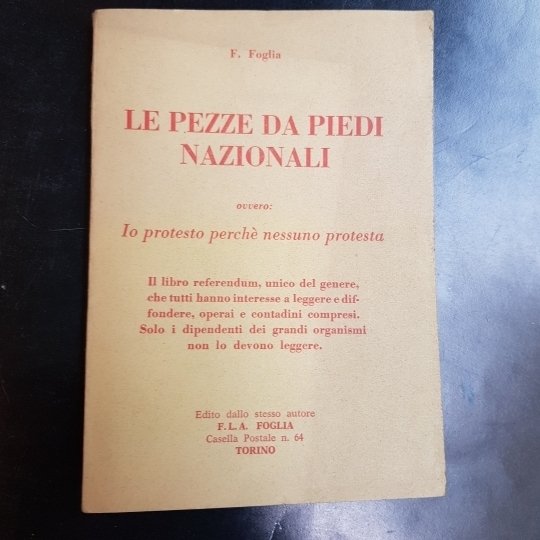 F. Foglia
LE PEZZE DA PIEDI
NAZIONALI
ovvero:
Io protesto perchè nessuno protesta
Il libro referendum, unico del genere,
che tutti hanno interesse a leggere e dif-
fondere, operai e contadini compresi.
Solo i dipendenti dei grandi organismi
non lo devono leggere.
Edito dallo stesso autore
F.L.A. FOGLIA
Casella Postale n. 64
TORINO